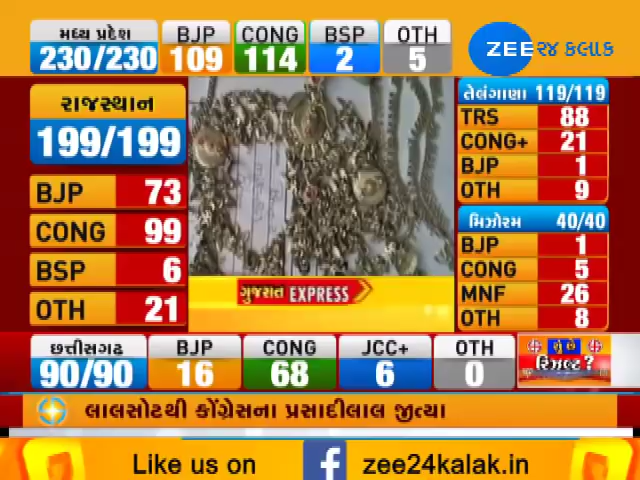 મધ્ય પ્રદેશ BJP CONG BSP OTH
230/230 109 114 2 5
ZEE ૨૪ કલાક
રાજસ્થાન
199/199
BJP 73
CONG 99
BSP 6
OTH 21
તેલંગાણા 119/119
TRS 88
CONG+ 21
BJP 1
OTH 9
મિઝોરમ 40/40
BJP 1
CONG 5
MNF 26
OTH 8
ગુજરાત EXPRESS
છત્તીસગઢ BJP CONG JCC+ OTH
90/90 16 68 6 0
રિઝલ્ટ?
લાલસોટથી કોંગ્રેસના પ્રસાદીલાલ જીત્યા
Like us on f zee24kalak.in